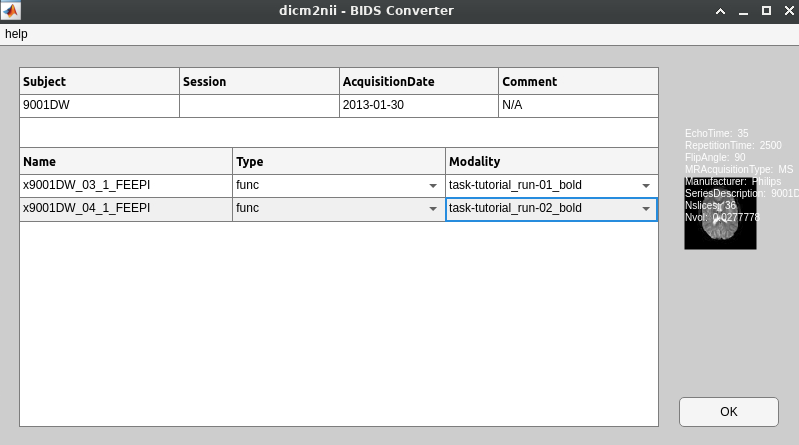 dicm2nii - BIDS Converter
help
Subject Session AcquisitionDate Comment
9001DW 2013-01-30 N/A
Name Type Modality
x9001DW_03_1_FEEPI func task-tutorial_run-01_bold
x9001DW_04_1_FEEPI func task-tutorial_run-02_bold
EchoTime: 35
RepetitionTime: 2500
FlipAngle: 90
MRAcquisitionType: MS
Manufacturer: Philips
SeriesDescription: 9001D
Nslices: 36
Nvol: 0.0277778
OK